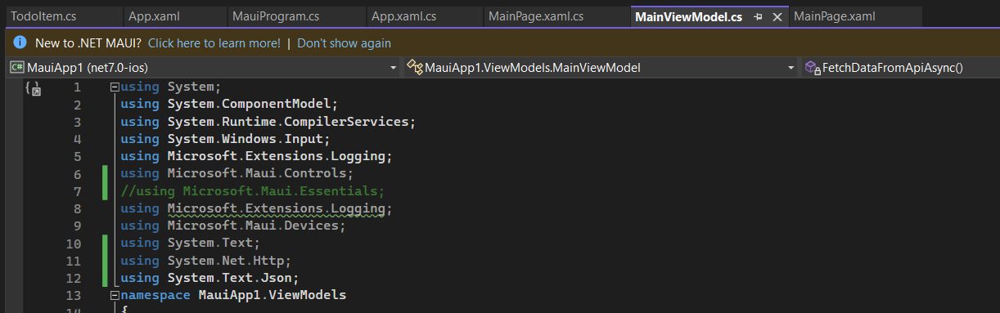 TodoItem.cs App.xaml MauiProgram.cs App.xaml.cs MainPage.xaml.cs MainViewModel.cs MainPage.xaml
New to .NET MAUI? Click here to learn more! | Don't show again
C# MauiApp1 (net7.0-ios) MauiApp1.ViewModels.MainViewModel FetchDataFromApiAsync()
1 using System;
2 using System.ComponentModel;
3 using System.Runtime.CompilerServices;
4 using System.Windows.Input;
5 using Microsoft.Extensions.Logging;
6 using Microsoft.Maui.Controls;
7 //using Microsoft.Maui.Essentials;
8 using Microsoft.Extensions.Logging;
9 using Microsoft.Maui.Devices;
10 using System.Text;
11 using System.Net.Http;
12 using System.Text.Json;
13 namespace MauiApp1.ViewModels
14 {